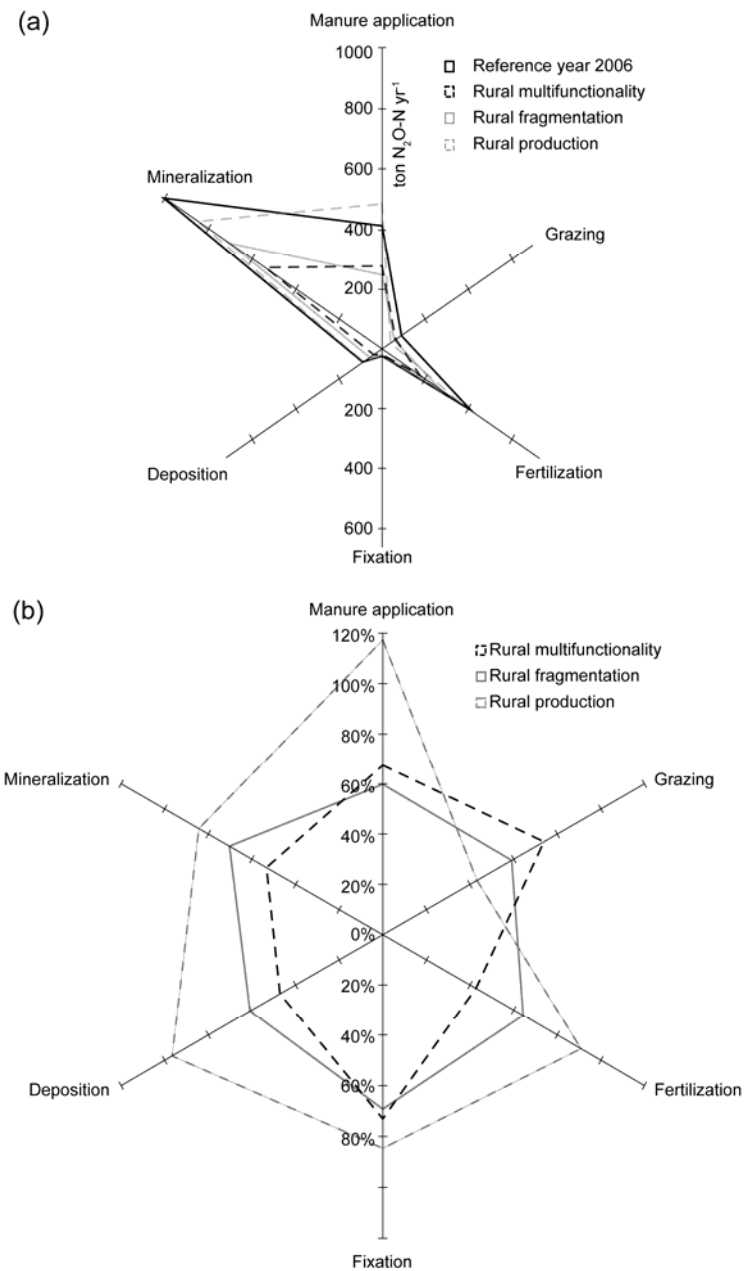 (a)
Manure application
1000
800
600
400
200
200
400
600
ton N₂O-N yr⁻¹
Reference year 2006
Rural multifunctionality
Rural fragmentation
Rural production
Mineralization
Grazing
Deposition
Fertilization
Fixation
(b)
Manure application
120%
100%
80%
60%
40%
20%
0%
20%
40%
60%
80%
Rural multifunctionality
Rural fragmentation
Rural production
Mineralization
Grazing
Deposition
Fertilization
Fixation